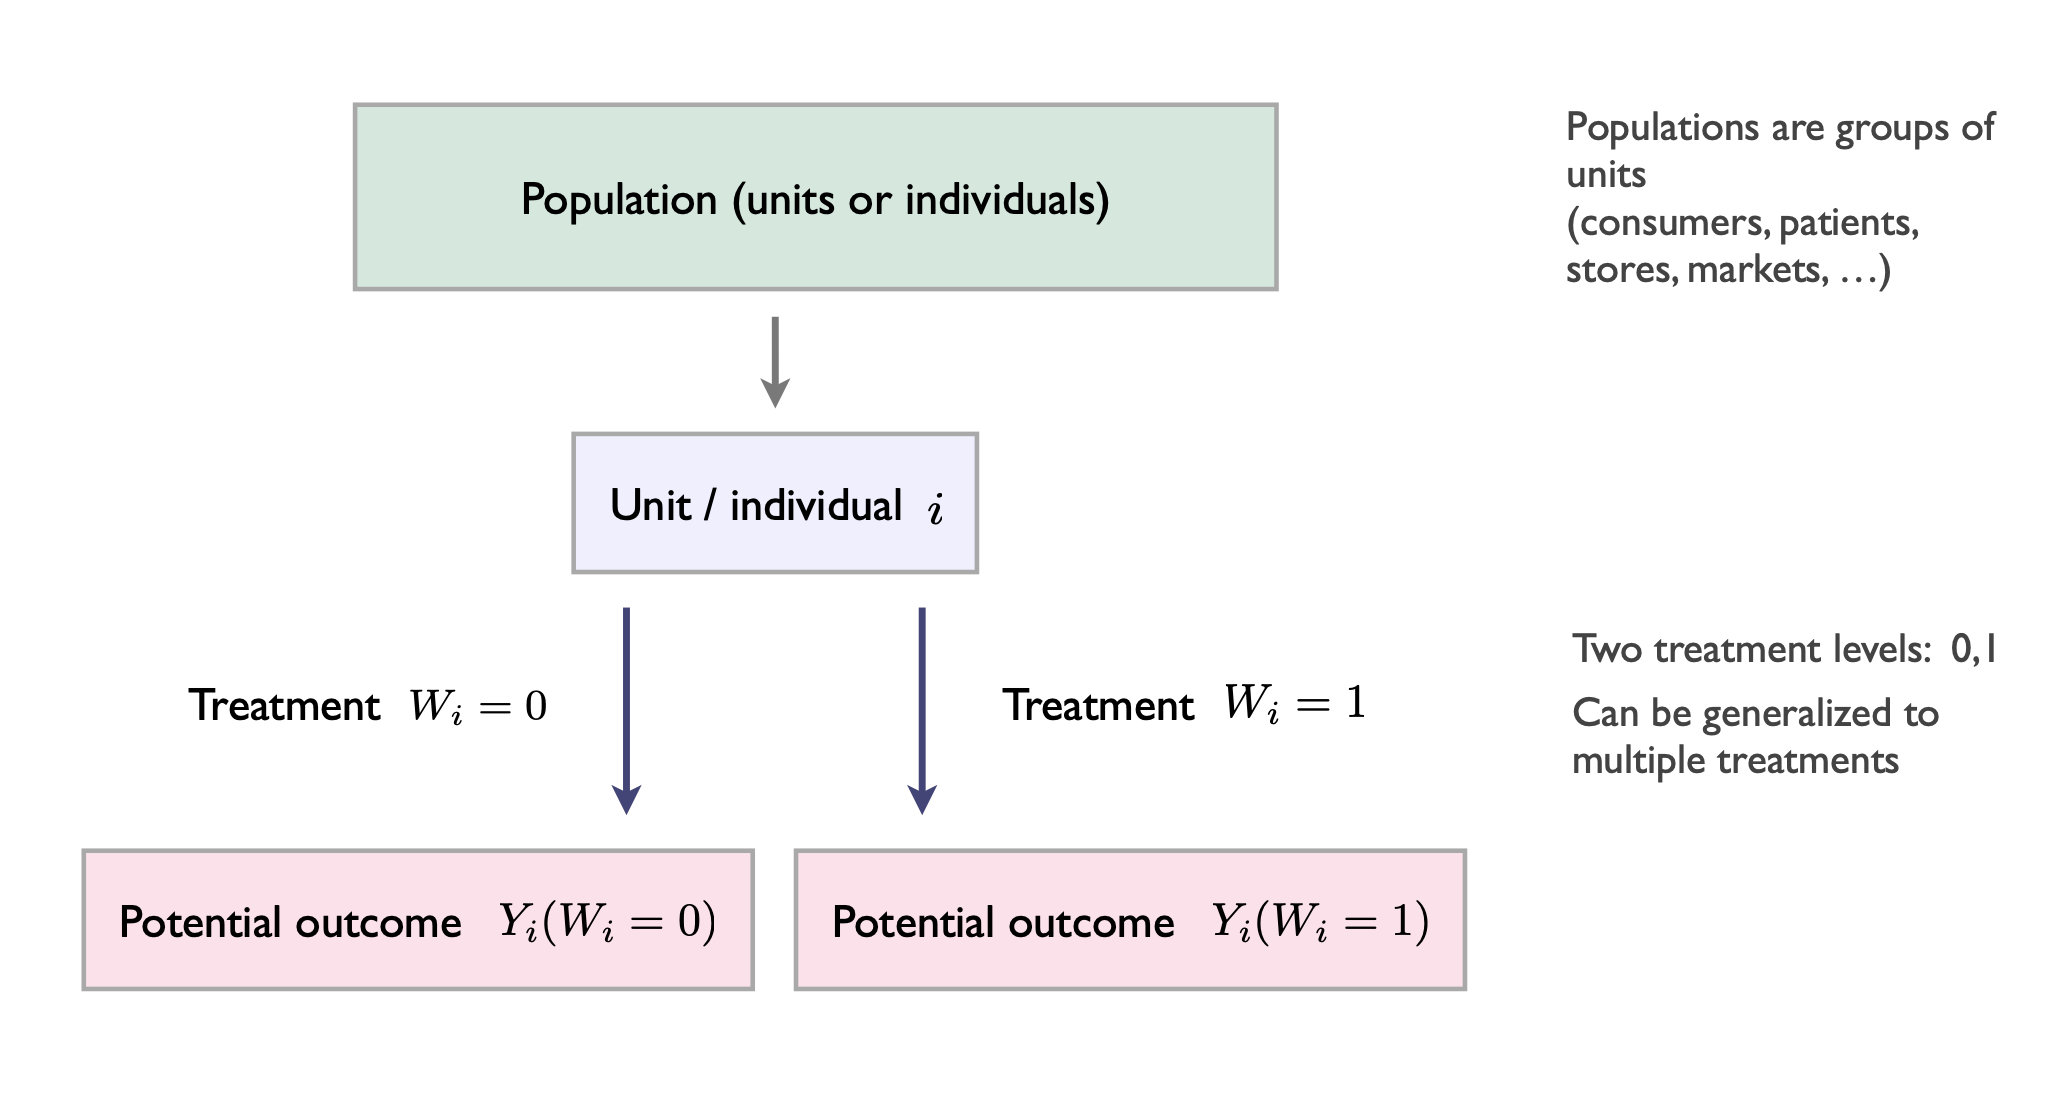 Population (units or individuals)
Populations are groups of
units
(consumers, patients,
stores, markets, …)
Unit / individual i
Treatment W_i = 0
Treatment W_i = 1
Two treatment levels: 0,1
Can be generalized to
multiple treatments
Potential outcome Y_i(W_i = 0)
Potential outcome Y_i(W_i = 1)